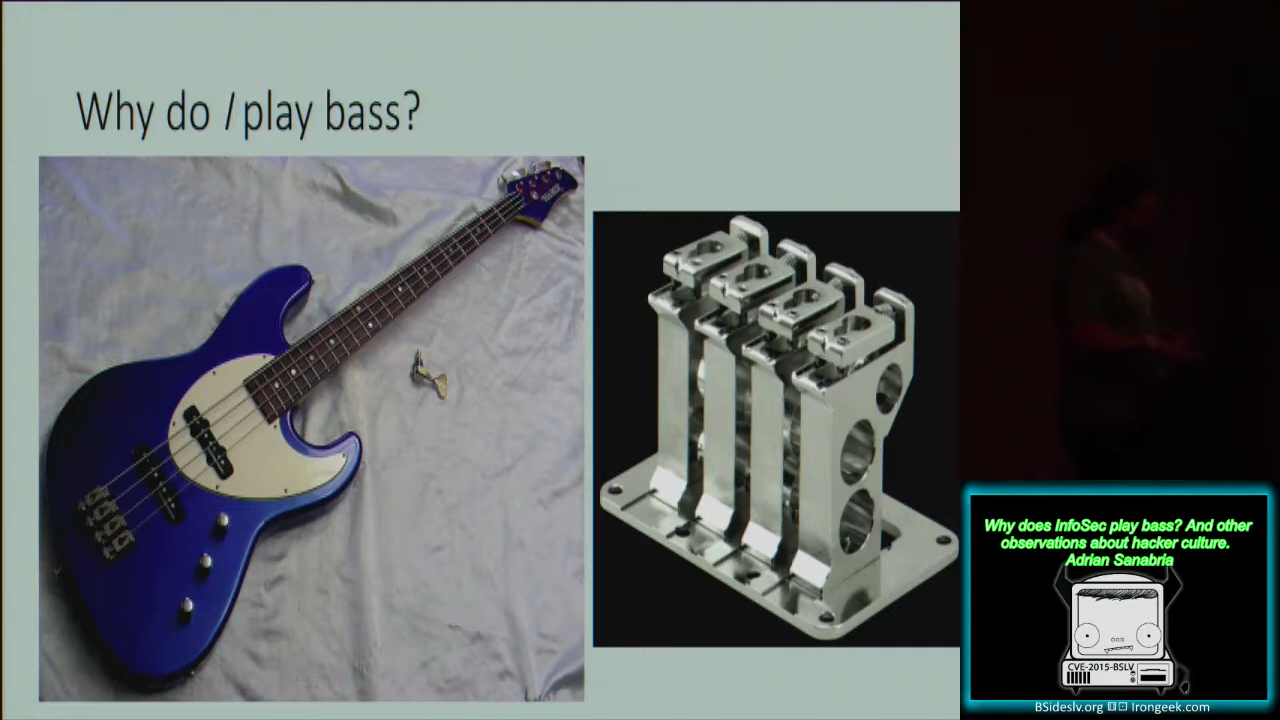 Why do I play bass?
Why does InfoSec play bass? And other
observations about hacker culture.
Adrian Sanabria
CVE-2015-BSLV
BSideslv.org Irongeek.com